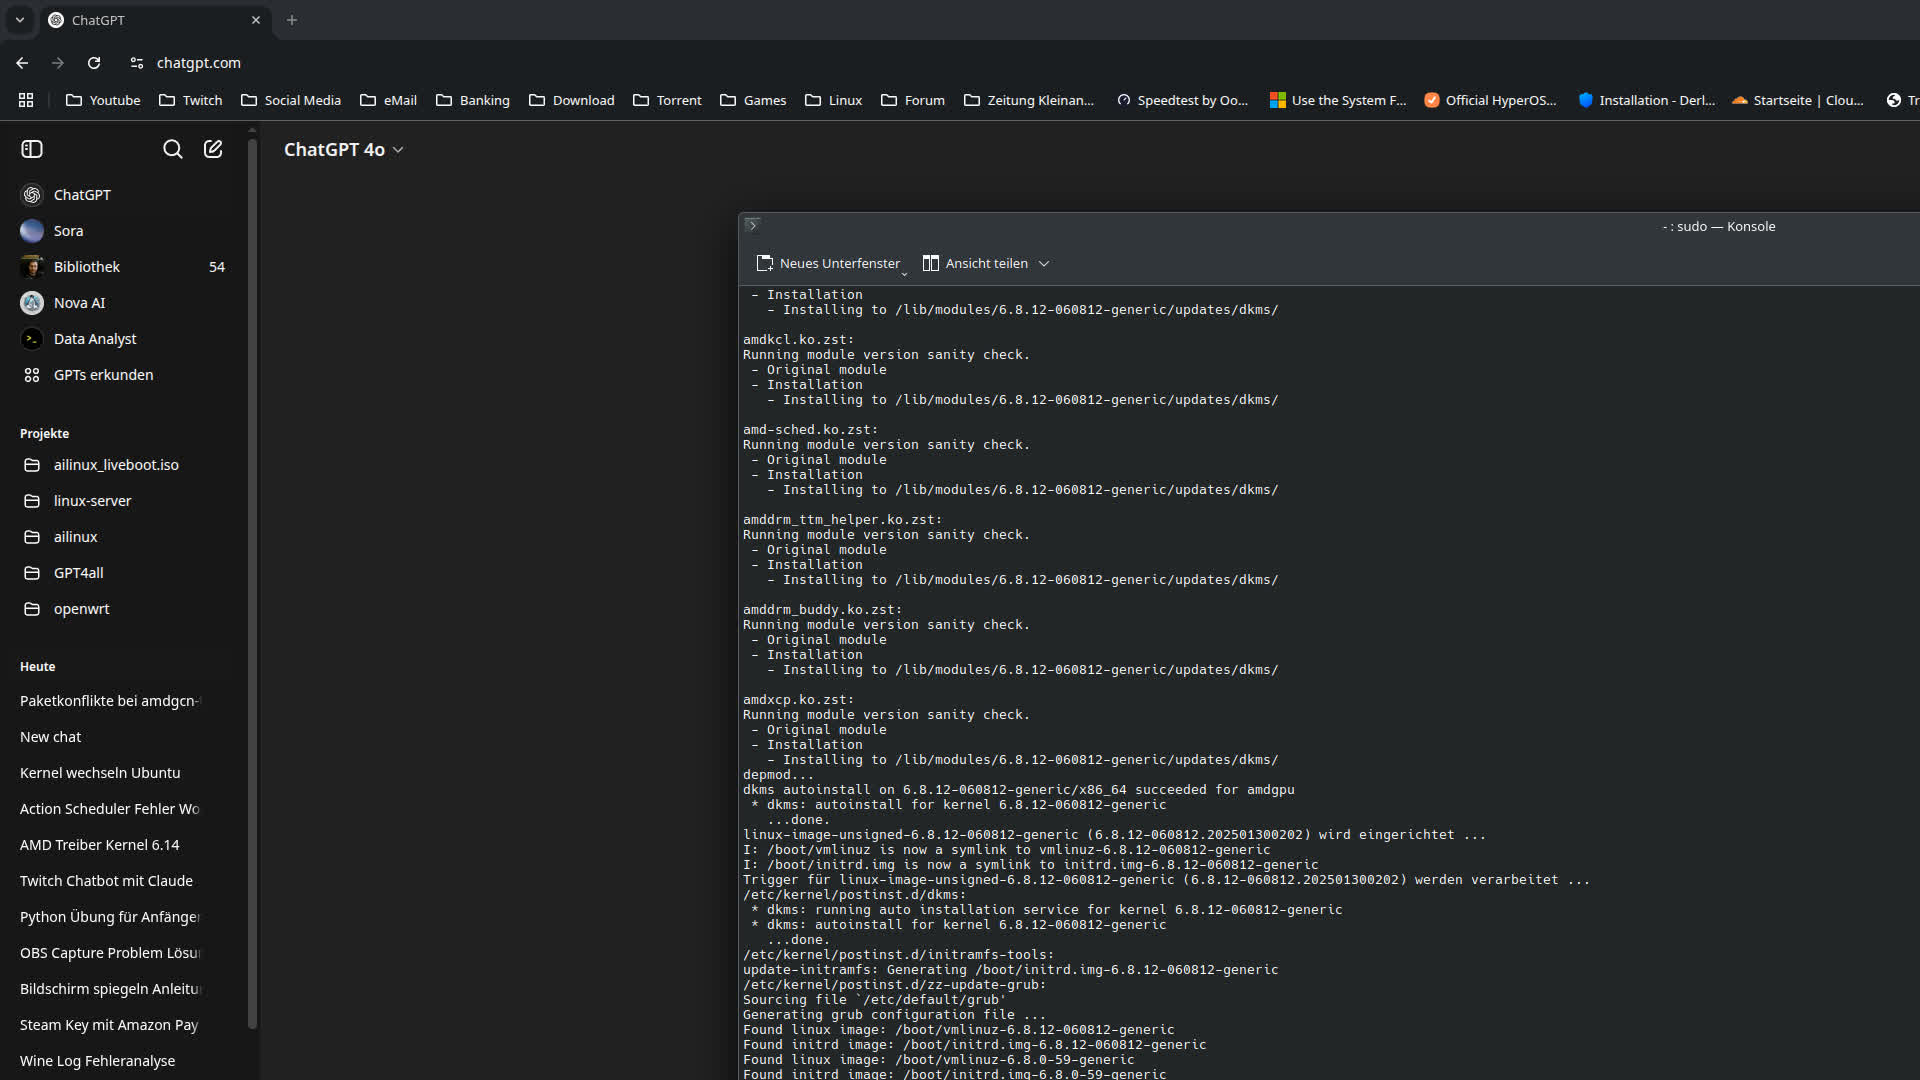 ChatGPT
chatgpt.com
Youtube
Twitch
Social Media
eMail
Banking
Download
Torrent
Games
Linux
Forum
Zeitung Kleinan...
Speedtest by Oo...
Use the System F...
Official HyperOS...
Installation - Derl...
Startseite | Clou...
Tr
ChatGPT 4o
ChatGPT
Sora
Bibliothek 54
Nova AI
Data Analyst
GPTs erkunden
Projekte
ailinux_liveboot.iso
linux-server
ailinux
GPT4all
openwrt
Heute
Paketkonflikte bei amdgcn-
New chat
Kernel wechseln Ubuntu
Action Scheduler Fehler Wo
AMD Treiber Kernel 6.14
Twitch Chatbot mit Claude
Python Übung für Anfänger
OBS Capture Problem Lösu
Bildschirm spiegeln Anleitu
Steam Key mit Amazon Pay
Wine Log Fehleranalyse
- : sudo — Konsole
Neues Unterfenster
Ansicht teilen
- Installation
- Installing to /lib/modules/6.8.12-060812-generic/updates/dkms/
amdkcl.ko.zst:
Running module version sanity check.
- Original module
- Installation
- Installing to /lib/modules/6.8.12-060812-generic/updates/dkms/
amd-sched.ko.zst:
Running module version sanity check.
- Original module
- Installation
- Installing to /lib/modules/6.8.12-060812-generic/updates/dkms/
amddrm_ttm_helper.ko.zst:
Running module version sanity check.
- Original module
- Installation
- Installing to /lib/modules/6.8.12-060812-generic/updates/dkms/
amddrm_buddy.ko.zst:
Running module version sanity check.
- Original module
- Installation
- Installing to /lib/modules/6.8.12-060812-generic/updates/dkms/
amdxcp.ko.zst:
Running module version sanity check.
- Original module
- Installation
- Installing to /lib/modules/6.8.12-060812-generic/updates/dkms/
depmod...
dkms autoinstall on 6.8.12-060812-generic/x86_64 succeeded for amdgpu
* dkms: autoinstall for kernel 6.8.12-060812-generic
...done.
linux-image-unsigned-6.8.12-060812-generic (6.8.12-060812.202501300202) wird eingerichtet ...
I: /boot/vmlinuz is now a symlink to vmlinuz-6.8.12-060812-generic
I: /boot/initrd.img is now a symlink to initrd.img-6.8.12-060812-generic
Trigger für linux-image-unsigned-6.8.12-060812-generic (6.8.12-060812.202501300202) werden verarbeitet ...
/etc/kernel/postinst.d/dkms:
* dkms: running auto installation service for kernel 6.8.12-060812-generic
* dkms: autoinstall for kernel 6.8.12-060812-generic
...done.
/etc/kernel/postinst.d/initramfs-tools:
update-initramfs: Generating /boot/initrd.img-6.8.12-060812-generic
/etc/kernel/postinst.d/zz-update-grub:
Sourcing file `/etc/default/grub'
Generating grub configuration file ...
Found linux image: /boot/vmlinuz-6.8.12-060812-generic
Found initrd image: /boot/initrd.img-6.8.12-060812-generic
Found linux image: /boot/vmlinuz-6.8.0-59-generic
Found initrd image: /boot/initrd.img-6.8.0-59-generic